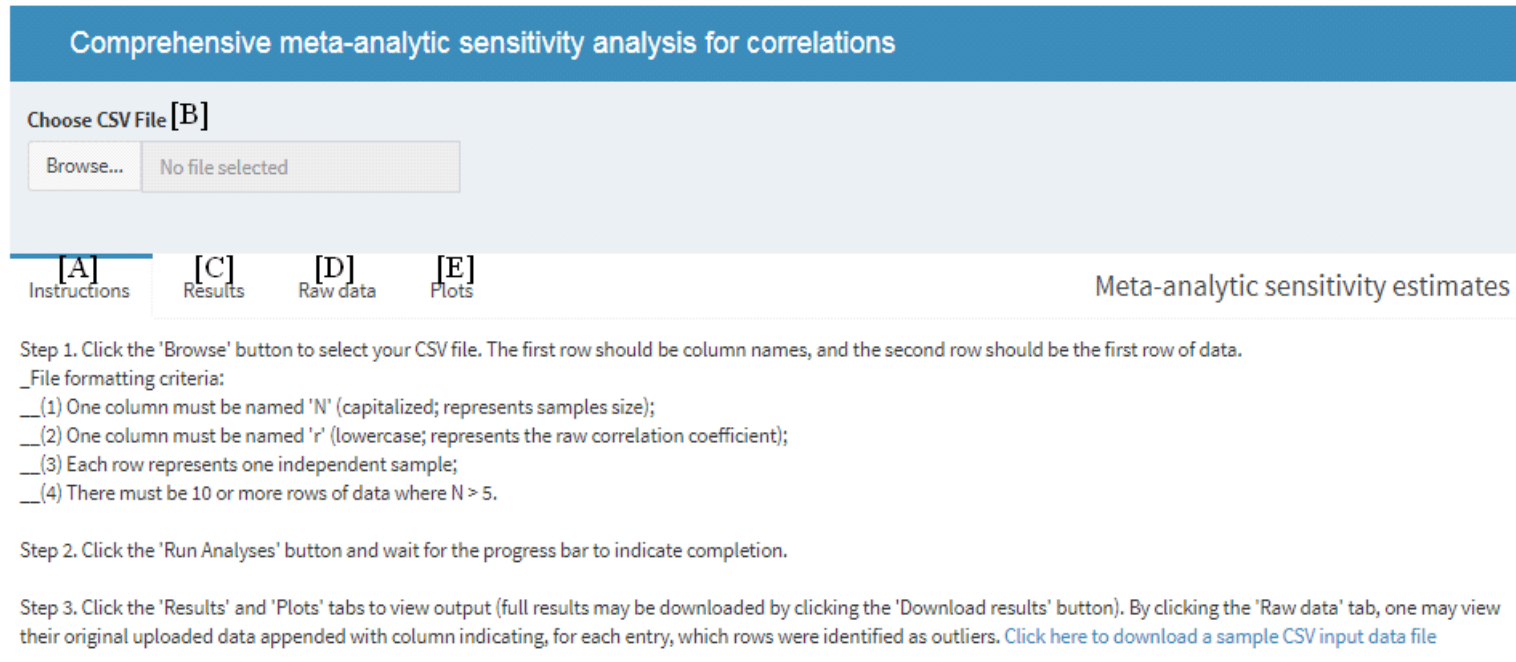 Comprehensive meta-analytic sensitivity analysis for correlations
Choose CSV File [B]
Browse... No file selected
[A] [C] [D] [E]
Instructions Results Raw data Plots Meta-analytic sensitivity estimates
Step 1. Click the 'Browse' button to select your CSV file. The first row should be column names, and the second row should be the first row of data.
_File formatting criteria:
__(1) One column must be named 'N' (capitalized; represents samples size);
__(2) One column must be named 'r' (lowercase; represents the raw correlation coefficient);
__(3) Each row represents one independent sample;
__(4) There must be 10 or more rows of data where N > 5.
Step 2. Click the 'Run Analyses' button and wait for the progress bar to indicate completion.
Step 3. Click the 'Results' and 'Plots' tabs to view output (full results may be downloaded by clicking the 'Download results' button). By clicking the 'Raw data' tab, one may view
their original uploaded data appended with column indicating, for each entry, which rows were identified as outliers. Click here to download a sample CSV input data file